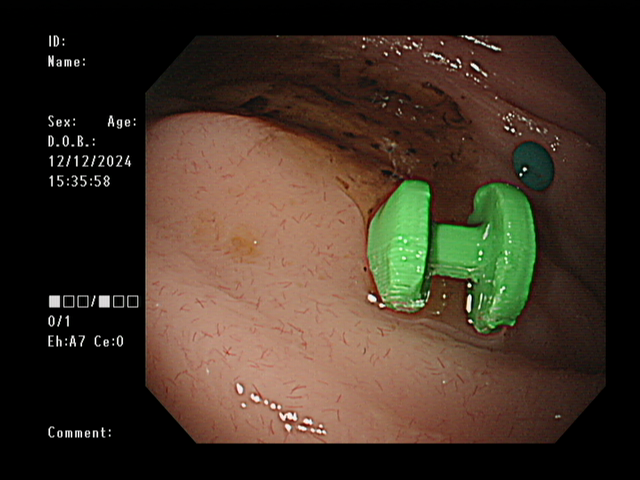 ID:
Name:
Sex: Age:
D.O.B.:
12/12/2024
15:35:58
■□□/■□□
0/1
Eh:A7 Ce:0
Comment: